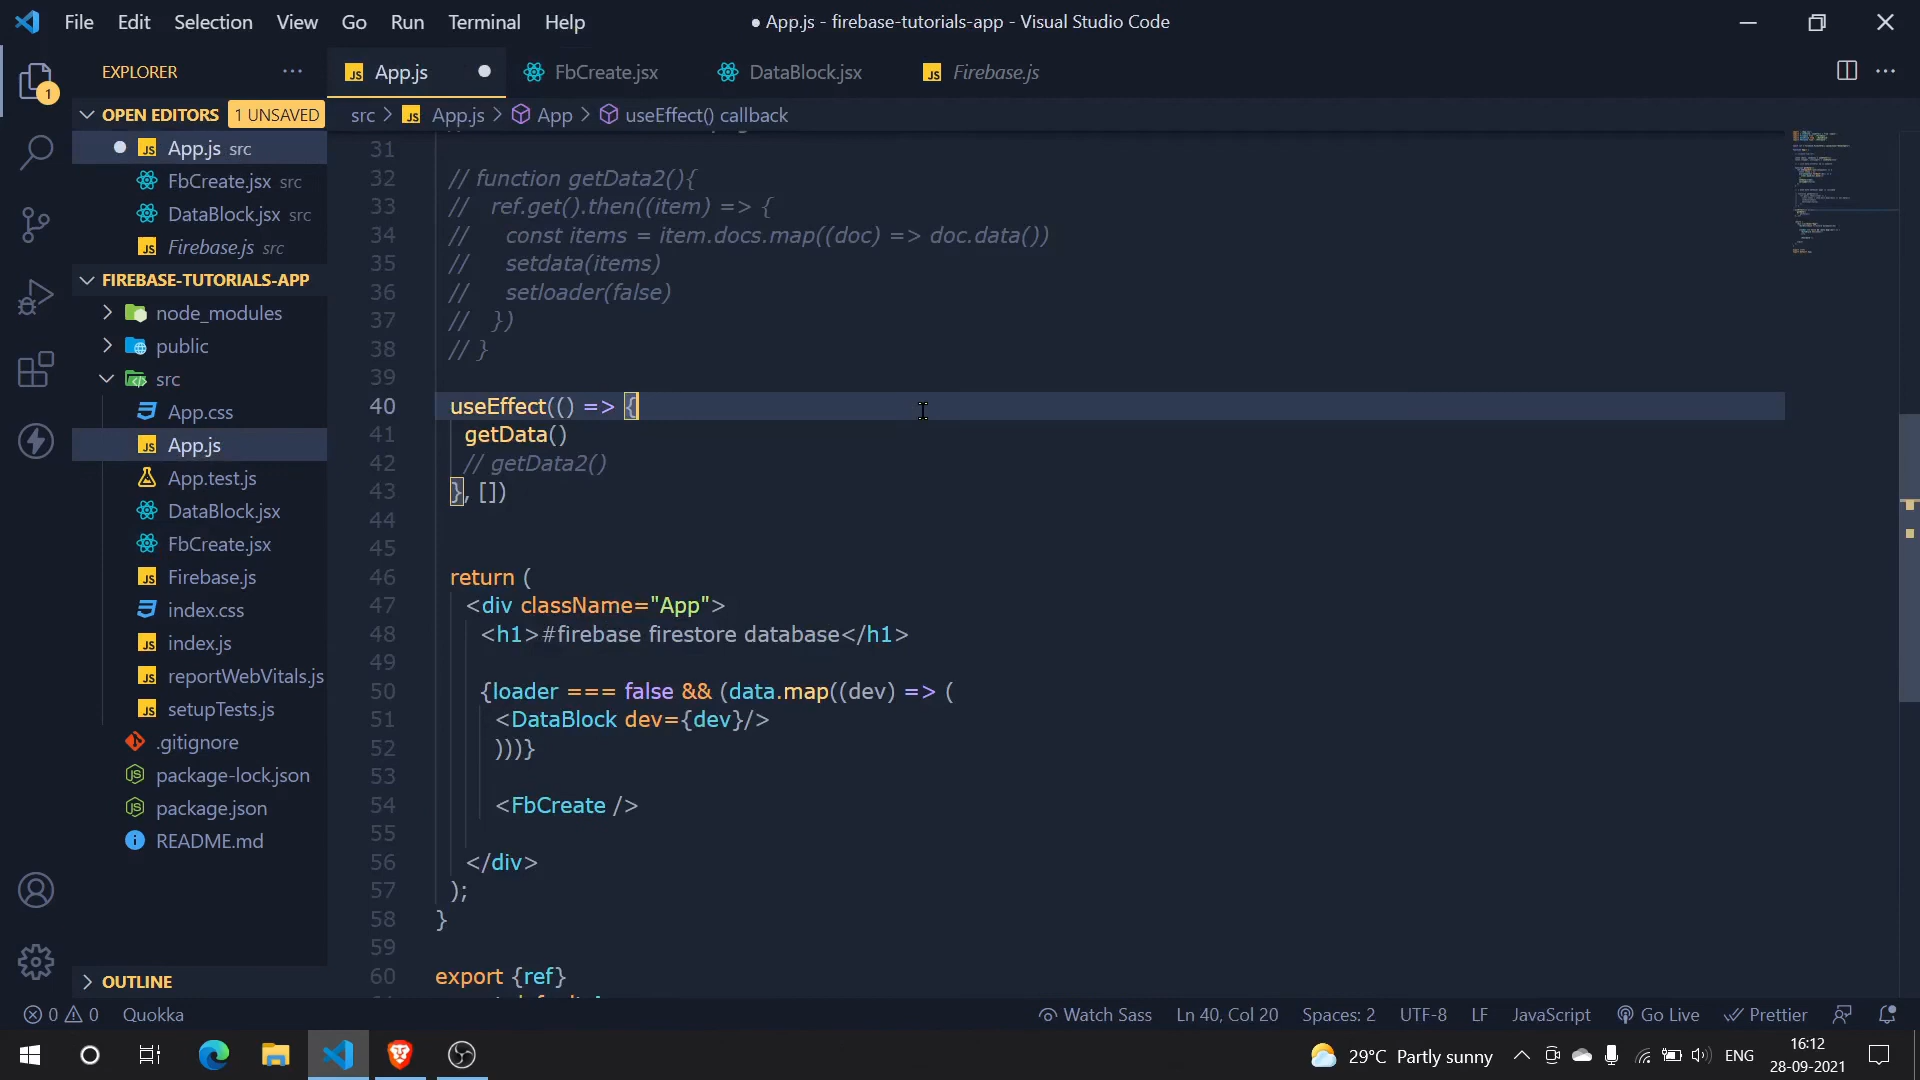 File Edit Selection View Go Run Terminal Help
● App.js - firebase-tutorials-app - Visual Studio Code
EXPLORER
App.js
FbCreate.jsx
DataBlock.jsx
Firebase.js
OPEN EDITORS 1 UNSAVED
App.js src
FbCreate.jsx src
DataBlock.jsx src
Firebase.js src
FIREBASE-TUTORIALS-APP
node_modules
public
src
App.css
App.js
App.test.js
DataBlock.jsx
FbCreate.jsx
Firebase.js
index.css
index.js
reportWebVitals.js
setupTests.js
.gitignore
package-lock.json
package.json
README.md
OUTLINE
src > App.js > App > useEffect() callback
31
32 // function getData2(){
33 // ref.get().then((item) => {
34 // const items = item.docs.map((doc) => doc.data())
35 // setdata(items)
36 // setloader(false)
37 // })
38 // }
39
40 useEffect(() => {
41 getData()
42 // getData2()
43 }, [])
44
45
46 return (
47 <div className="App">
48 <h1>#firebase firestore database</h1>
49
50 {loader === false && (data.map((dev) => (
51 <DataBlock dev={dev}/>
52 )))}
53
54 <FbCreate />
55
56 </div>
57 );
58 }
59
60 export {ref}
0 0 Quokka
Watch Sass Ln 40, Col 20 Spaces: 2 UTF-8 LF JavaScript Go Live Prettier
29°C Partly sunny
ENG
16:12
28-09-2021